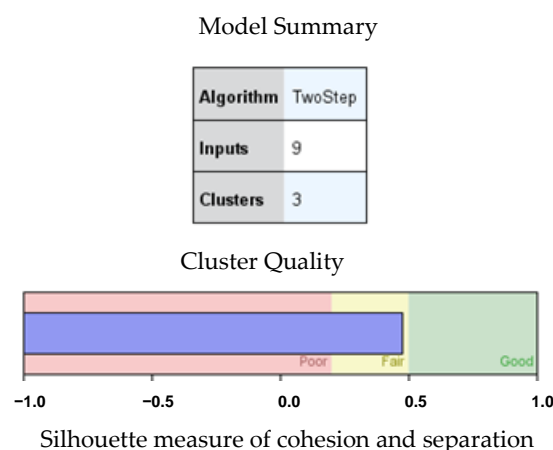 Model Summary
Algorithm TwoStep
Inputs 9
Clusters 3
Cluster Quality
Poor Fair Good
−1.0 −0.5 0.0 0.5 1.0
Silhouette measure of cohesion and separation